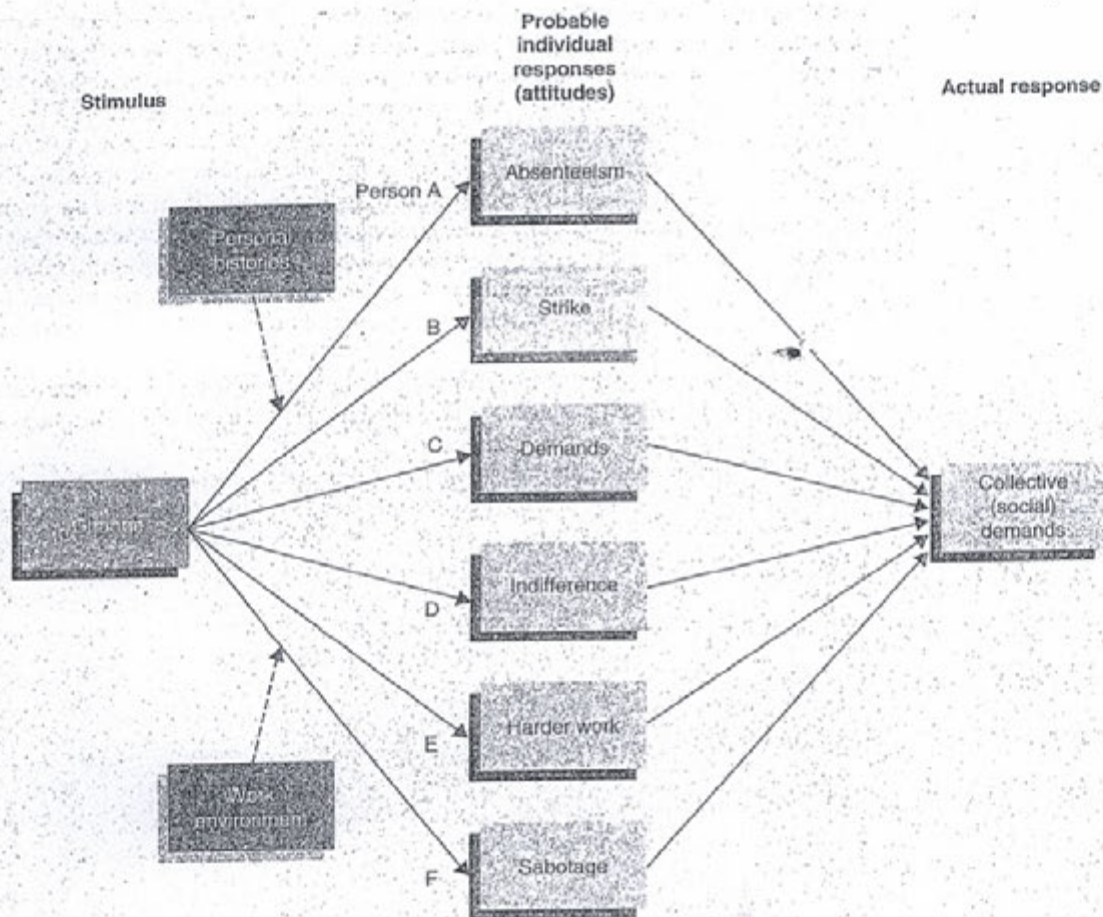 Probable
individual
responses
(attitudes)
Stimulus
Actual response
Person A
Absenteeism
Personal
histories
B
Strike
C
Demands
Collective
(social)
demands
D
Indifference
E
Harder work
Work
environment
F
Sabotage